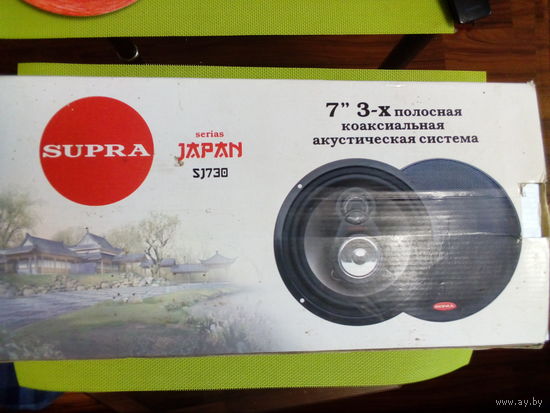 SUPRA
serias
JAPAN
SJ730
7" 3-х полосная
коаксиальная
акустическая система
SUPRA
www.ay.by